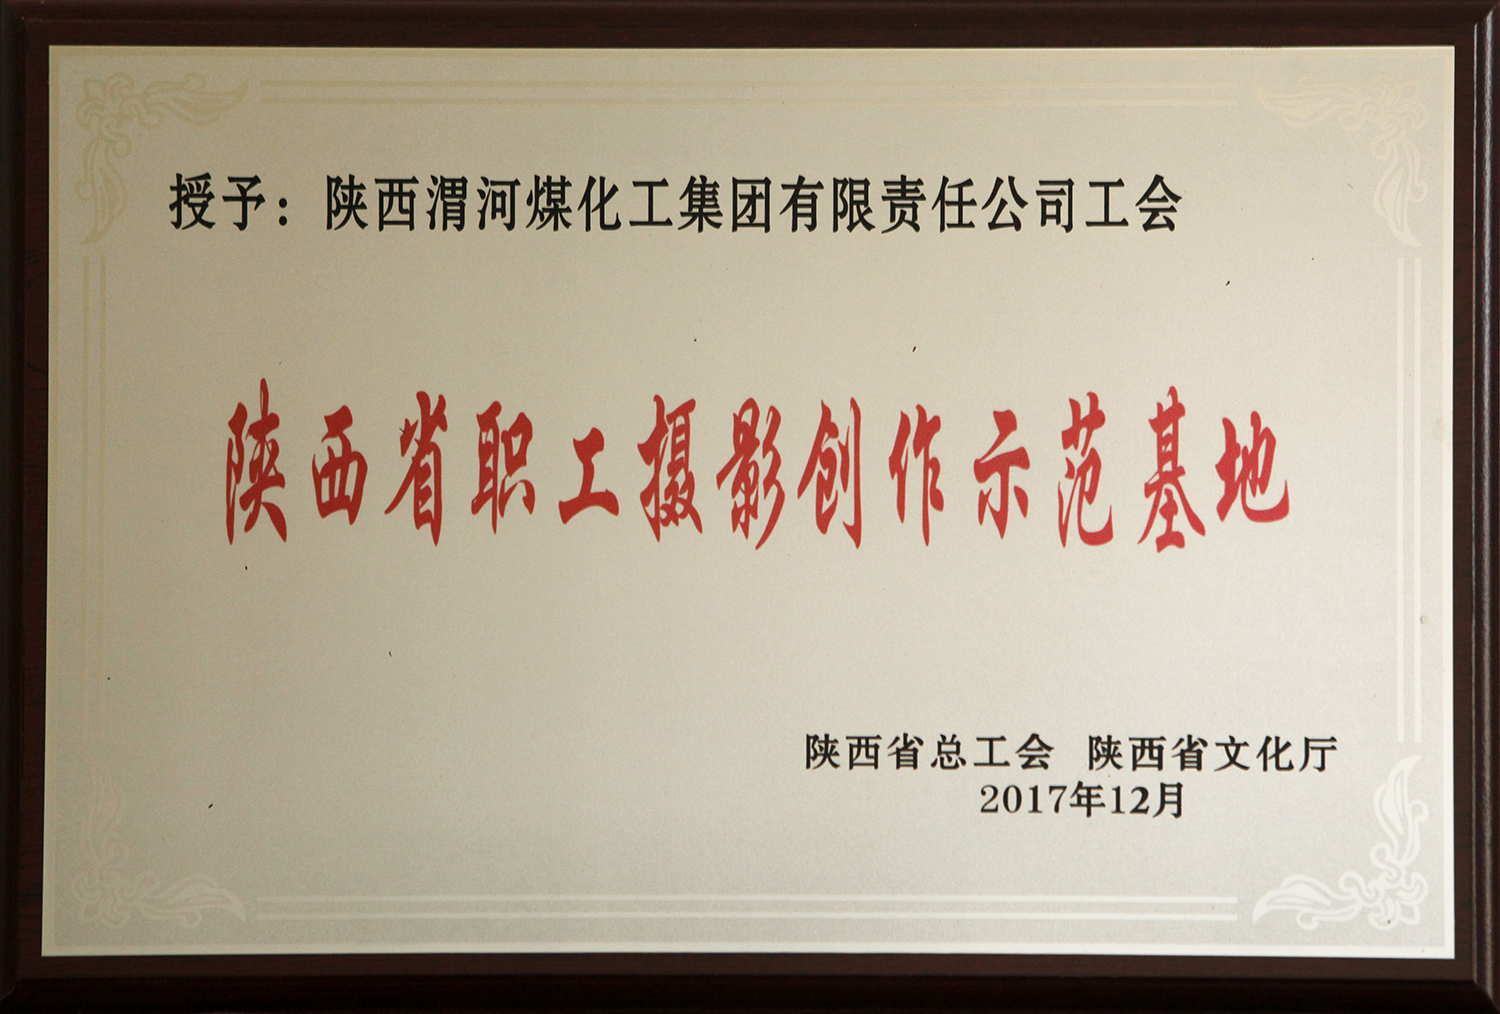 授予：陕西渭河煤化工集团有限责任公司工会
陕西省职工摄影创作示范基地
陕西省总工会 陕西省文化厅
2017年12月